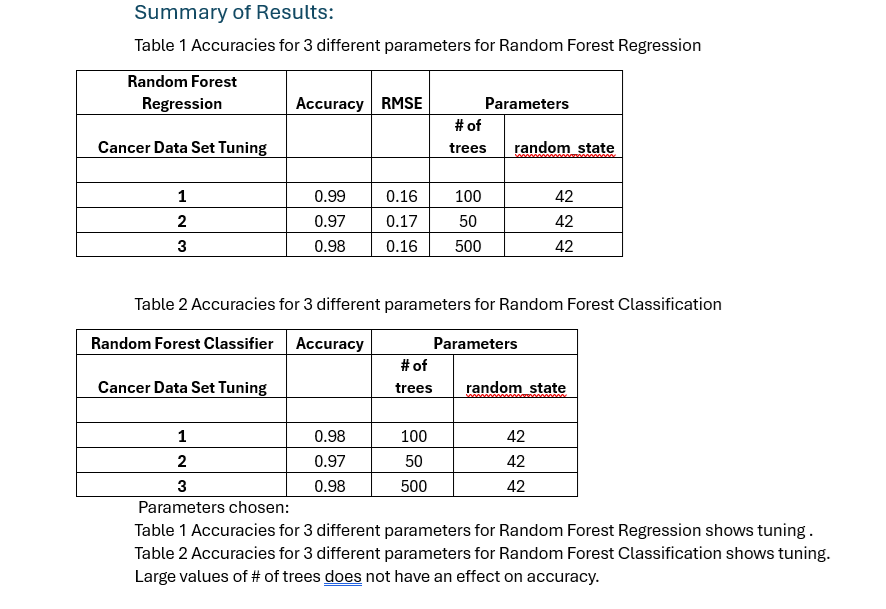 Summary of Results:
Table 1 Accuracies for 3 different parameters for Random Forest Regression
Random Forest
Regression Accuracy RMSE Parameters
# of
Cancer Data Set Tuning trees random_state
1 0.99 0.16 100 42
2 0.97 0.17 50 42
3 0.98 0.16 500 42
Table 2 Accuracies for 3 different parameters for Random Forest Classification
Random Forest Classifier Accuracy Parameters
# of
Cancer Data Set Tuning trees random_state
1 0.98 100 42
2 0.97 50 42
3 0.98 500 42
Parameters chosen:
Table 1 Accuracies for 3 different parameters for Random Forest Regression shows tuning .
Table 2 Accuracies for 3 different parameters for Random Forest Classification shows tuning.
Large values of # of trees does not have an effect on accuracy.